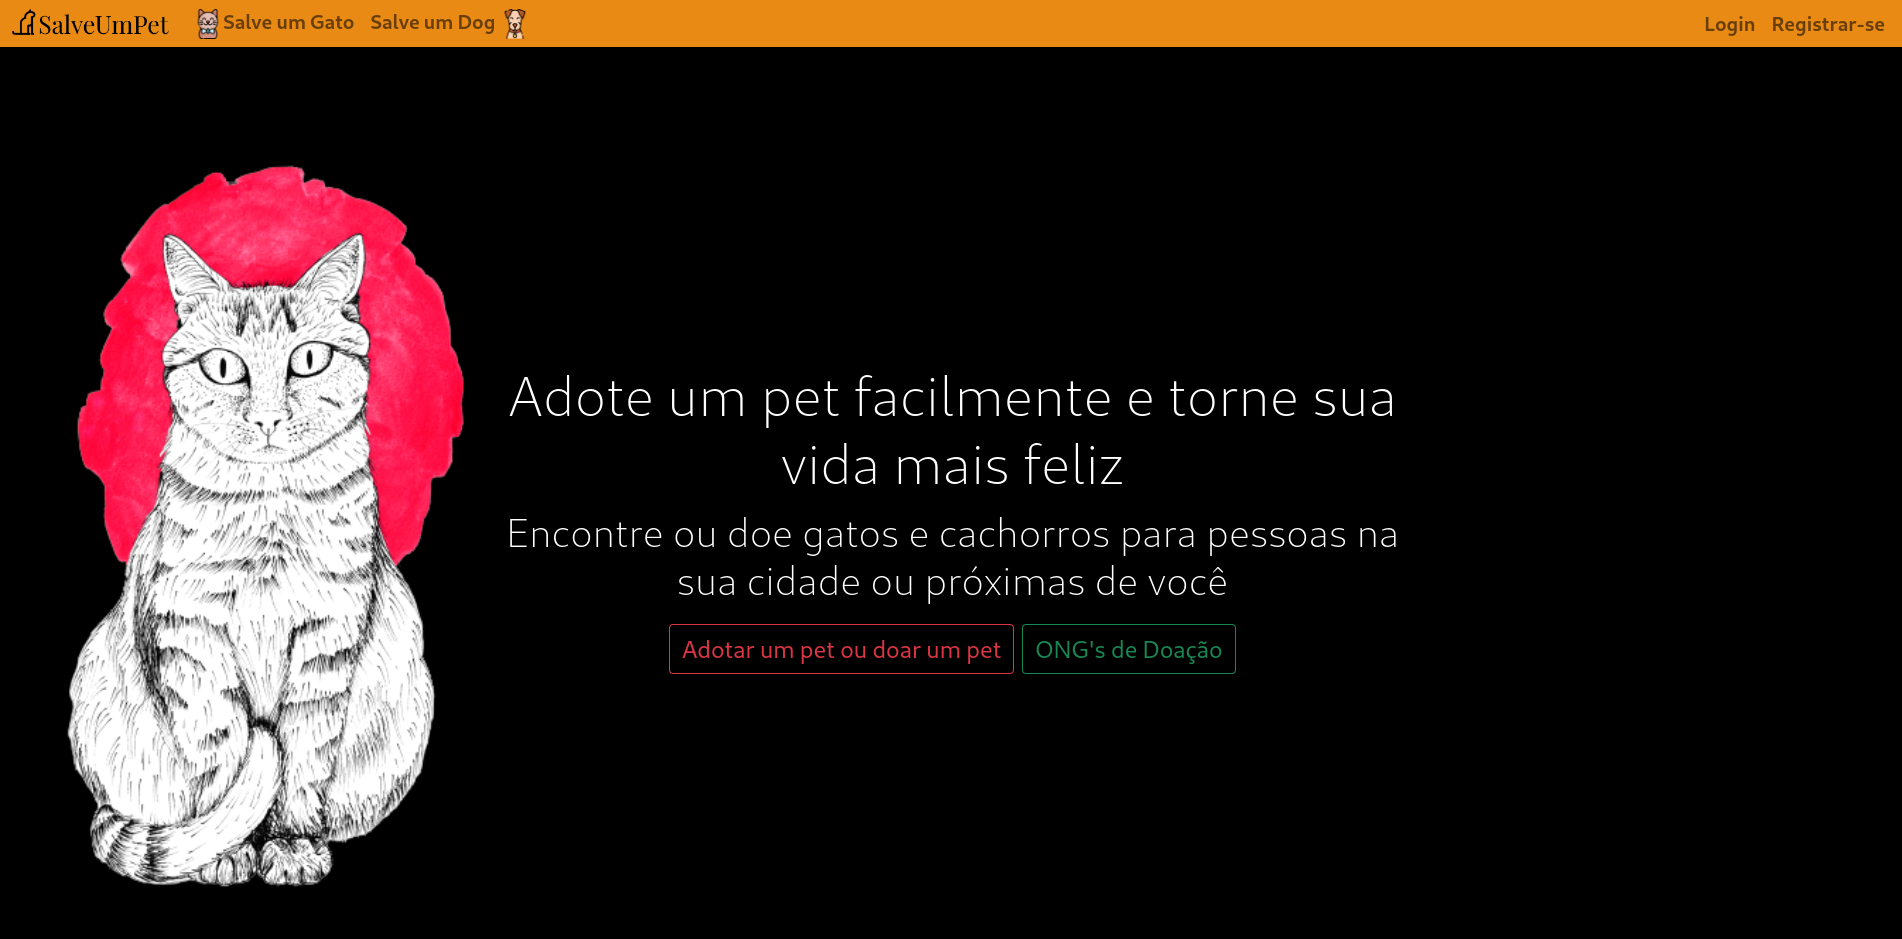 SalveUmPet Salve um Gato Salve um Dog Login Registrar-se
Adote um pet facilmente e torne sua
vida mais feliz
Encontre ou doe gatos e cachorros para pessoas na
sua cidade ou próximas de você
Adotar um pet ou doar um pet ONG's de Doação